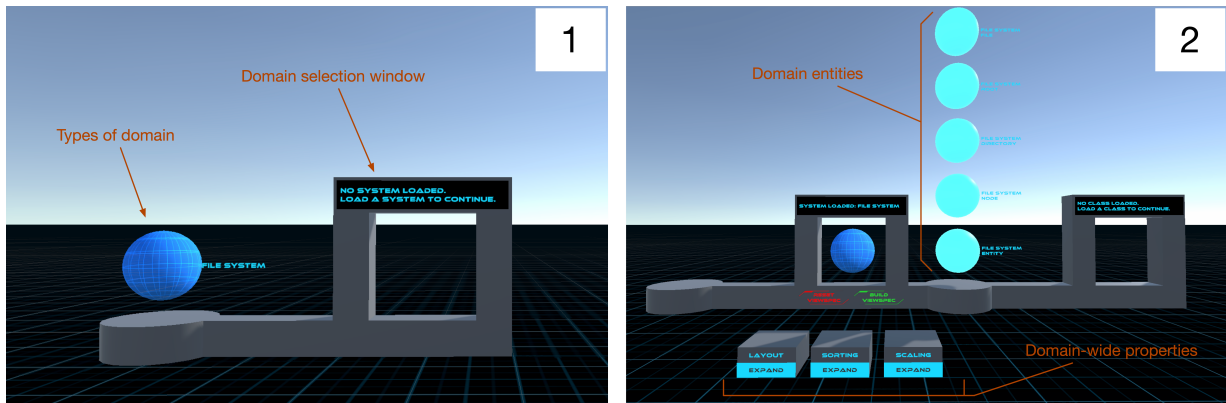 1
Domain selection window
Types of domain
NO SYSTEM LOADED.
LOAD A SYSTEM TO CONTINUE.
FILE SYSTEM
2
Domain entities
FILE SYSTEM
FILE
FILE SYSTEM
DIRECTORY
FILE SYSTEM
NODE
FILE SYSTEM
ENTITY
SYSTEM LOADED: FILE SYSTEM
NO CLASS LOADED.
LOAD A CLASS TO CONTINUE.
BUILD
VIEWSPEC
LAYOUT
SORTING
SCALING
EXPAND
EXPAND
EXPAND
Domain-wide properties